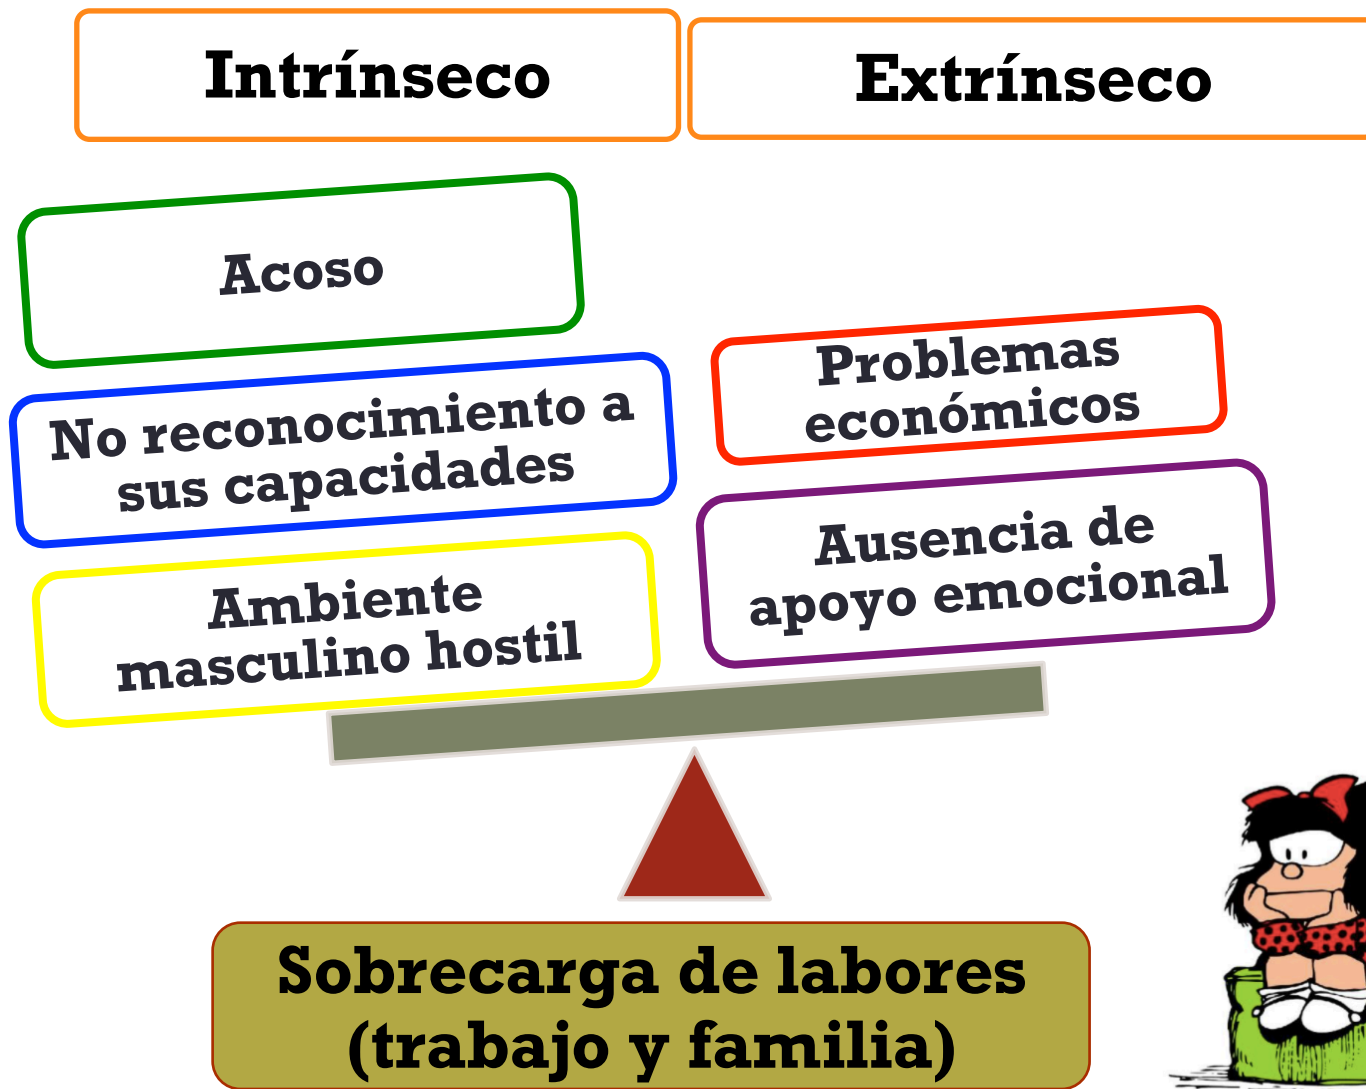 Intrínseco
Extrínseco
Acoso
No reconocimiento a
sus capacidades
Ambiente
masculino hostil
Problemas
económicos
Ausencia de
apoyo emocional
Sobrecarga de labores
(trabajo y familia)